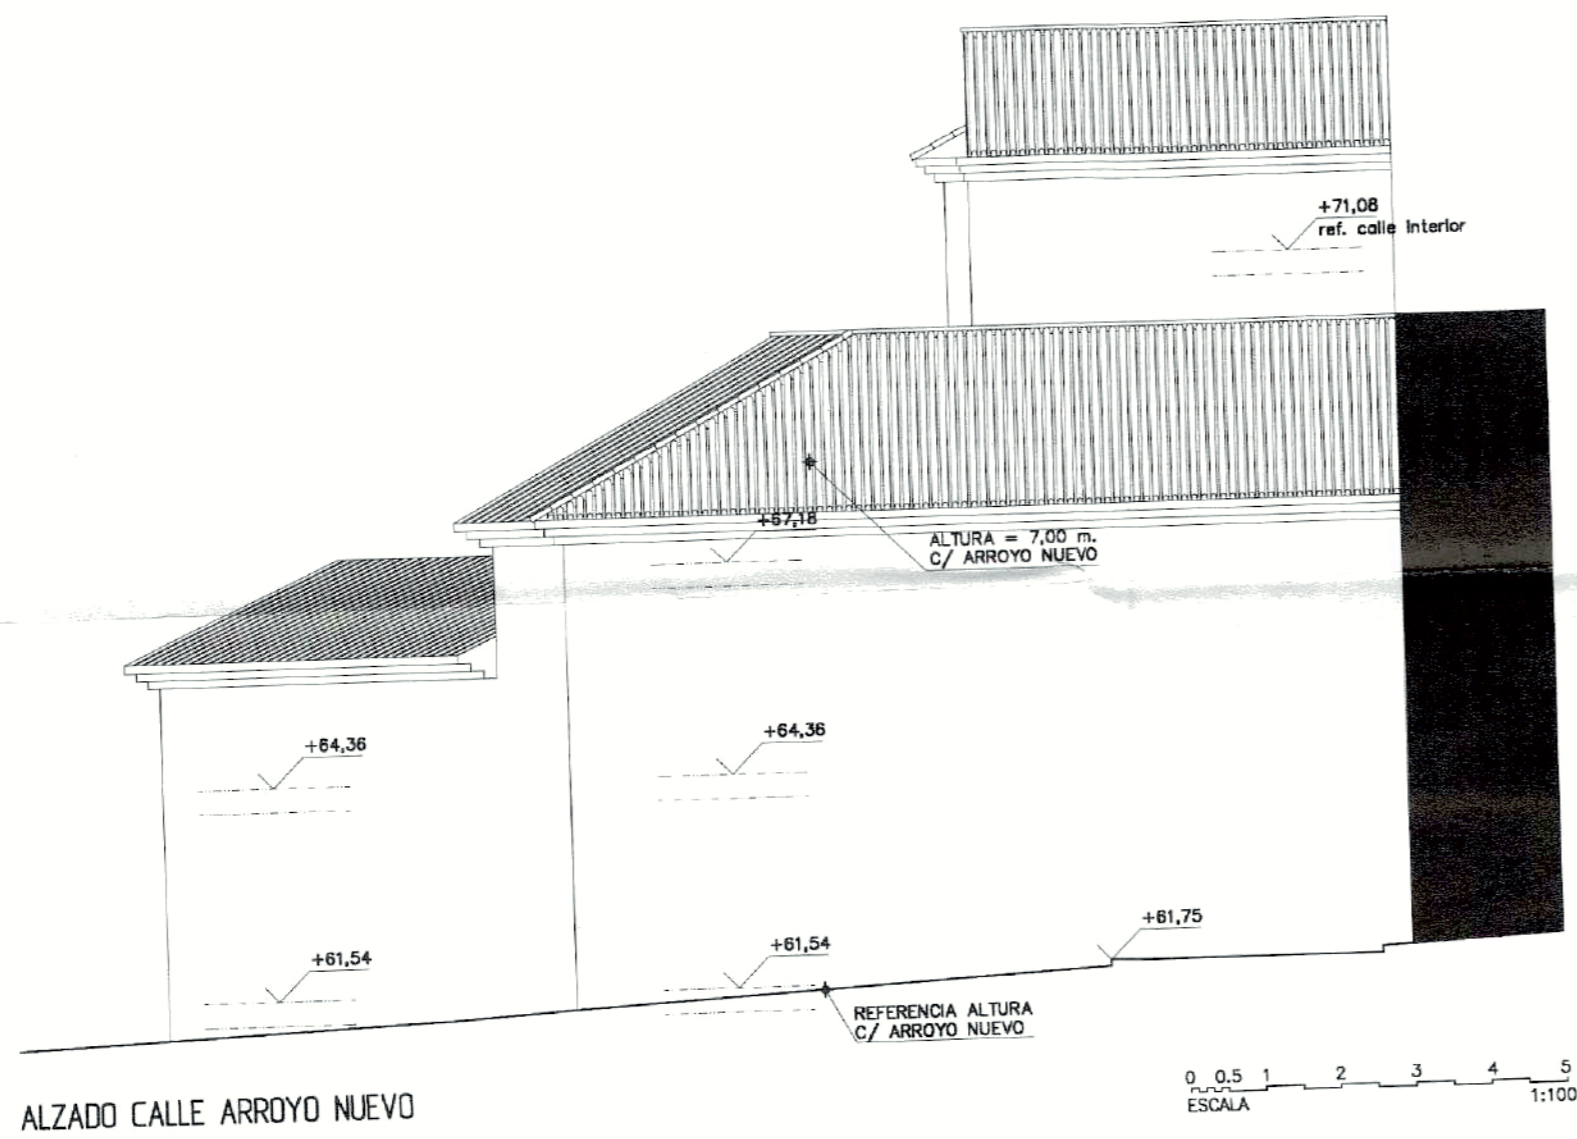 +71,08
ref. calle interior
+67,18
ALTURA = 7,00 m.
C/ ARROYO NUEVO
+64,36
+64,36
+61,75
+61,54
+61,54
REFERENCIA ALTURA
C/ ARROYO NUEVO
0 0.5 1 2 3 4 5
ESCALA 1:100
ALZADO CALLE ARROYO NUEVO